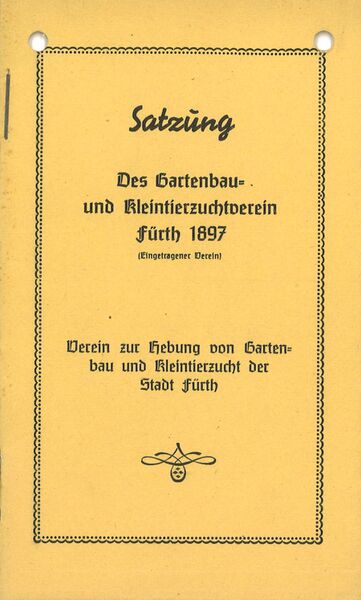 Satzung
Des Gartenbau=
und Kleintierzuchtverein
Fürth 1897
(Eingetragener Verein)
Verein zur Hebung von Garten=
bau und Kleintierzucht der
Stadt Fürth